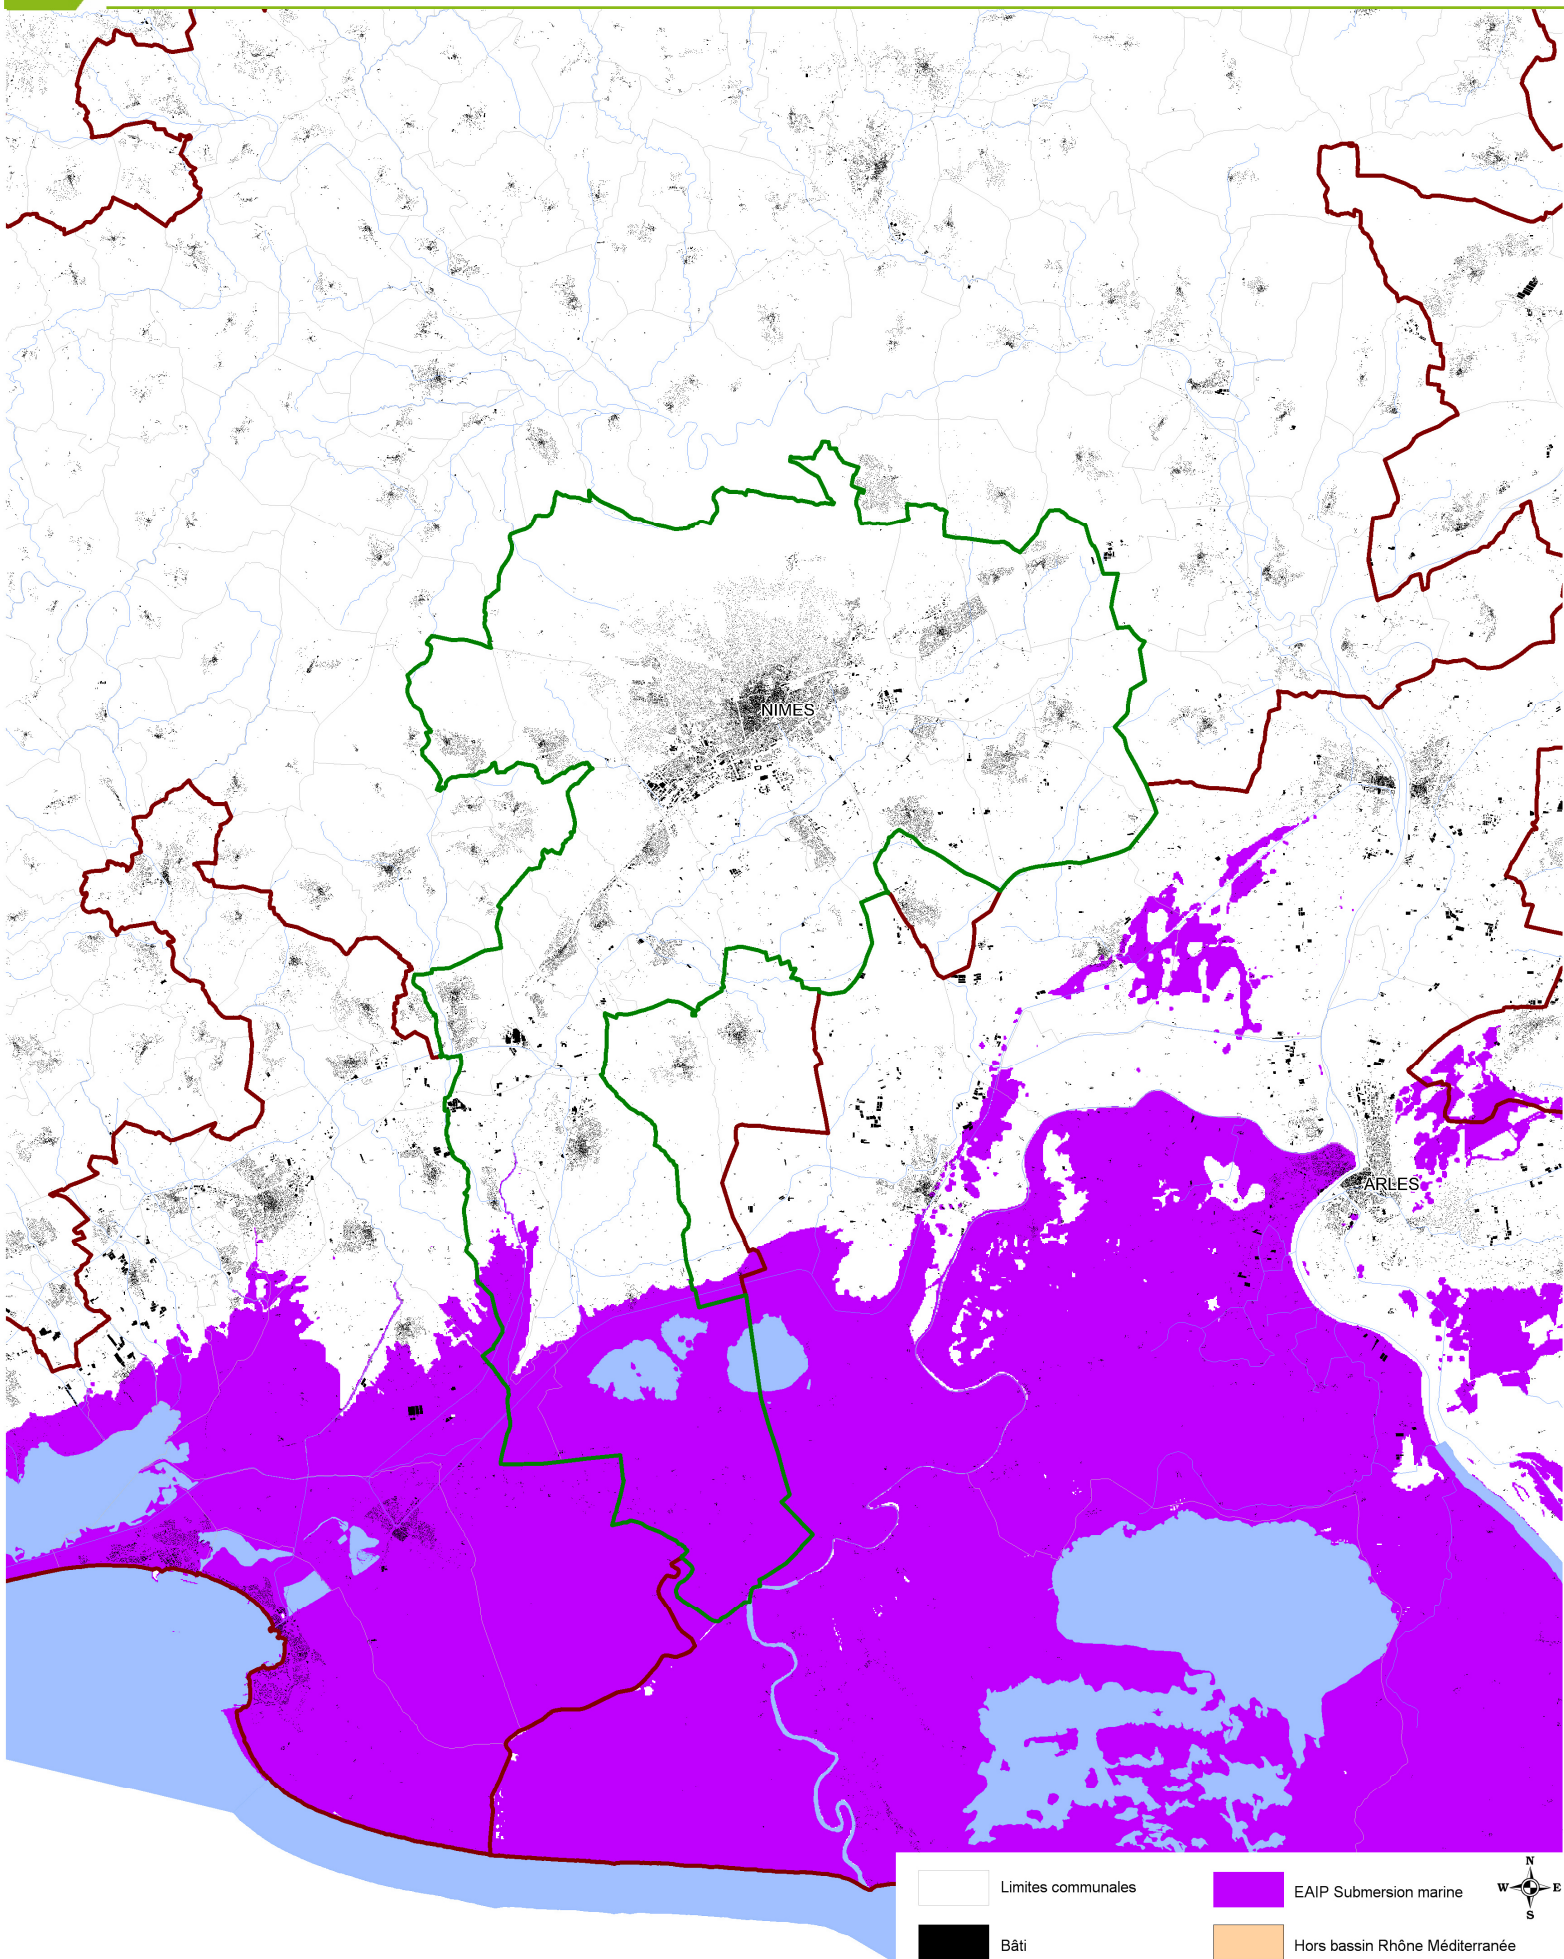 NIMES
ARLES
Limites communales
EAIP Submersion marine
Bâti
Hors bassin Rhône Méditerranée
N
W E
S